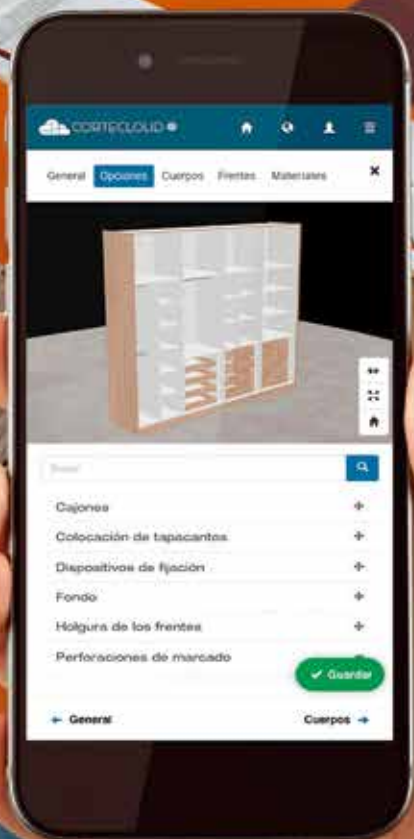 CORTECLOUD
General Opciones Cuerpos Frentes Materiales
Buscar
Cajones
Colocación de tapacantos
Dispositivos de fijación
Fondo
Holgura de los frentes
Perforaciones de marcado
Guardar
General Cuerpos